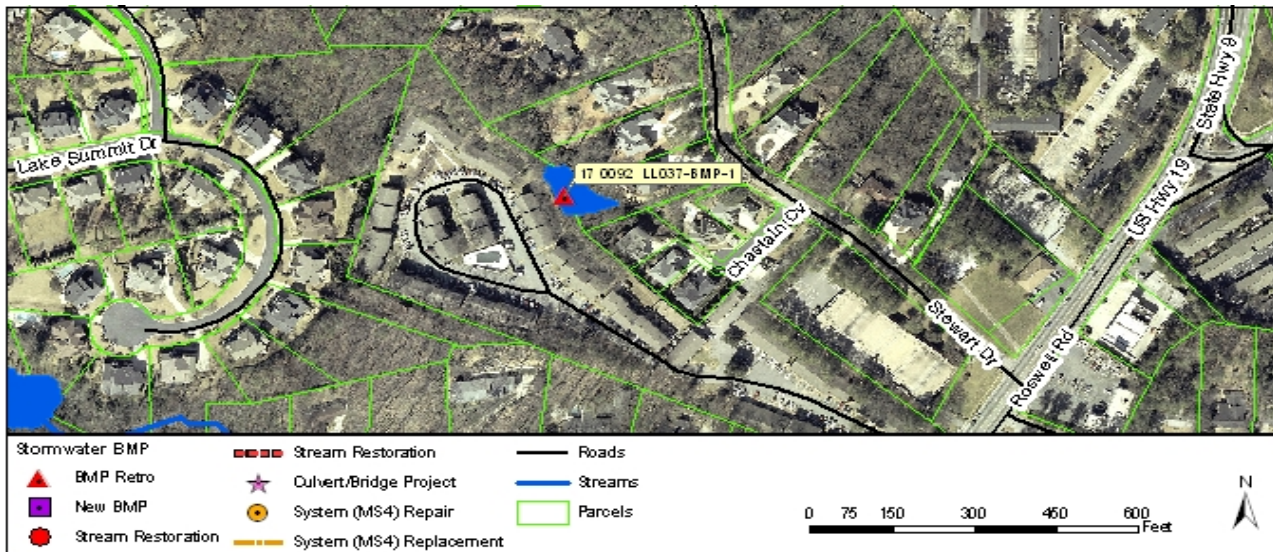 Lake Summit Dr
17 0092 LL037-BMP-1
Chastain Dr
Stewart Dr
Roswell Rd
US Hwy 19
State Hwy 9
Stormwater BMP
BMP Retro
New BMP
Stream Restoration
Stream Restoration
Culvert/Bridge Project
System (MS4) Repair
System (MS4) Replacement
Roads
Streams
Parcels
0 75 150 300 450 600
Feet
N